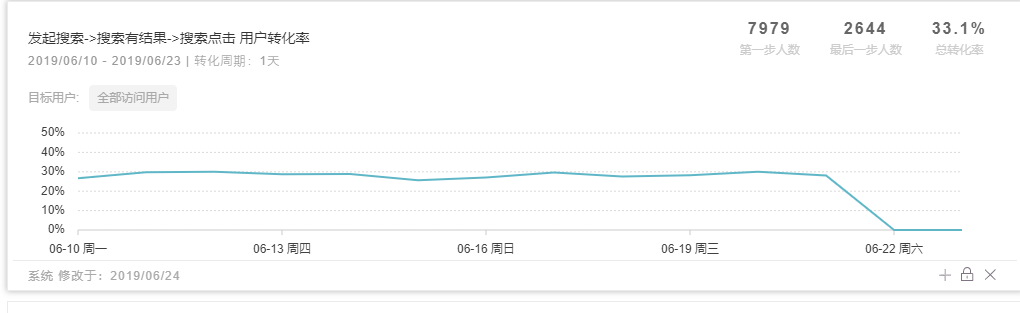 发起搜索->搜索有结果->搜索点击 用户转化率
7979 2644 33.1%
第一步人数 最后一步人数 总转化率
2019/06/10 - 2019/06/23 | 转化周期：1天
目标用户: 全部访问用户
50%
40%
30%
20%
10%
0%
06-10 周一 06-13 周四 06-16 周日 06-19 周三 06-22 周六
系统 修改于：2019/06/24